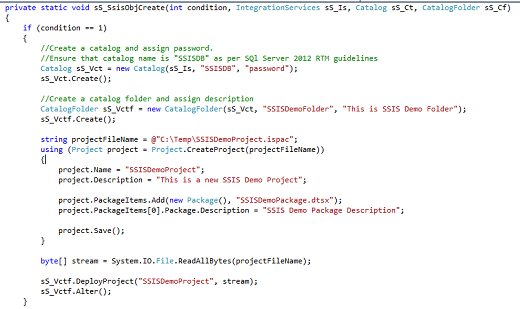 private static void sS_SsisObjCreate(int condition, IntegrationServices sS_Is, Catalog sS_Ct, CatalogFolder sS_Cf)
{
if (condition == 1)
{
//Create a catalog and assign password.
//Ensure that catalog name is "SSISDB" as per SQl Server 2012 RTM guidelines
Catalog sS_Vct = new Catalog(sS_Is, "SSISDB", "password");
sS_Vct.Create();
//Create a catalog folder and assign description
CatalogFolder sS_Vctf = new CatalogFolder(sS_Vct, "SSISDemoFolder", "This is SSIS Demo Folder");
sS_Vctf.Create();
string projectFileName = @"C:\Temp\SSISDemoProject.ispac";
using (Project project = Project.CreateProject(projectFileName))
{
project.Name = "SSISDemoProject";
project.Description = "This is a new SSIS Demo Project";
project.PackageItems.Add(new Package(), "SSISDemoPackage.dtsx");
project.PackageItems[0].Package.Description = "SSIS Demo Package Description";
project.Save();
}
byte[] stream = System.IO.File.ReadAllBytes(projectFileName);
sS_Vctf.DeployProject("SSISDemoProject", stream);
sS_Vctf.Alter();
}